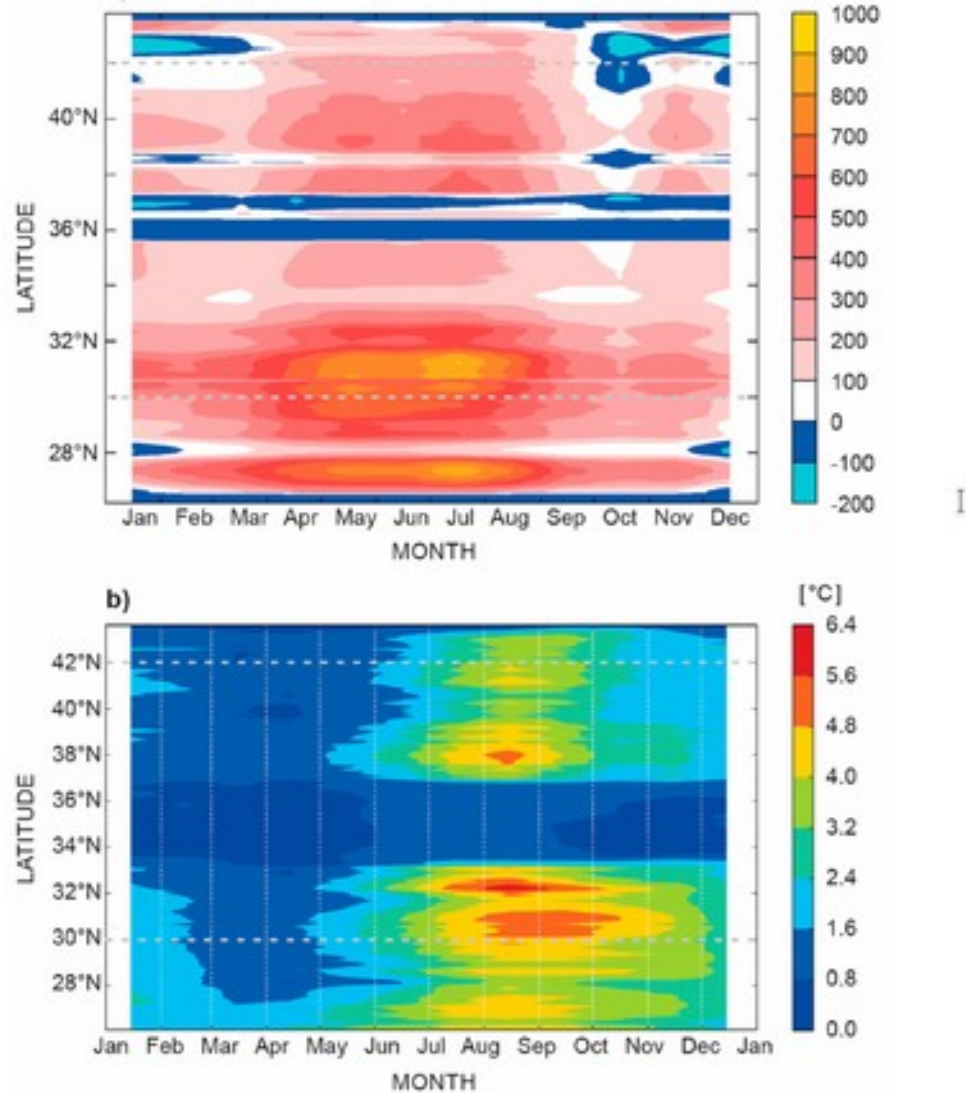 1000
900
800
700
600
500
400
300
200
100
0
-100
-200
LATITUDE
40°N
36°N
32°N
28°N
Jan Feb Mar Apr May Jun Jul Aug Sep Oct Nov Dec
MONTH
b)
[°C]
6.4
5.6
4.8
4.0
3.2
2.4
1.6
0.8
0.0
LATITUDE
42°N
40°N
38°N
36°N
34°N
32°N
30°N
28°N
Jan Feb Mar Apr May Jun Jul Aug Sep Oct Nov Dec Jan
MONTH